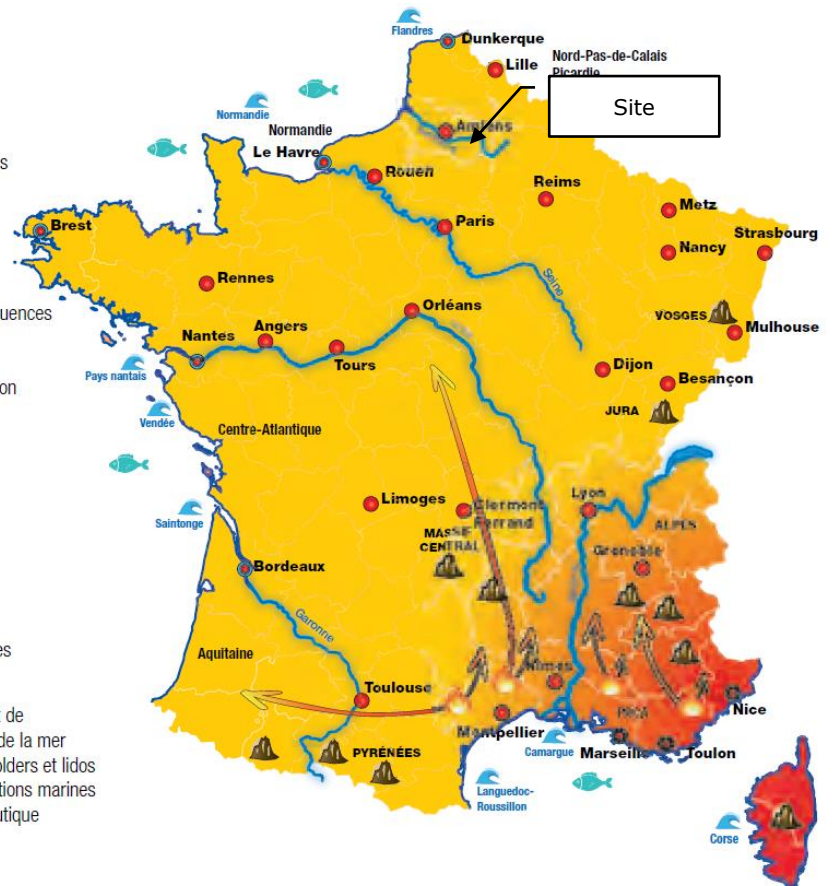 Flandres
Dunkerque
Lille
Nord-Pas-de-Calais
Picardie
Site
Normandie
Normandie
Amiens
Le Havre
Rouen
s
Reims
Metz
Brest
Paris
Strasbourg
Nancy
Rennes
Seine
uences
Orléans
VOSGES
Mulhouse
Nantes
Angers
Tours
Pays nantais
Dijon
Besançon
on
JURA
Vendée
Centre-Atlantique
Limoges
Clermont
Ferrand
Lyon
Saintonge
MASSIF
CENTRAL
ALPES
Grenoble
Bordeaux
Garonne
es
Aquitaine
Toulouse
Nîmes
Nice
t de
PACA
de la mer
Montpellier
Camargue
Marseille
Toulon
olders et lidos
PYRÉNÉES
tions marines
Languedoc-
Roussillon
utique
Corse